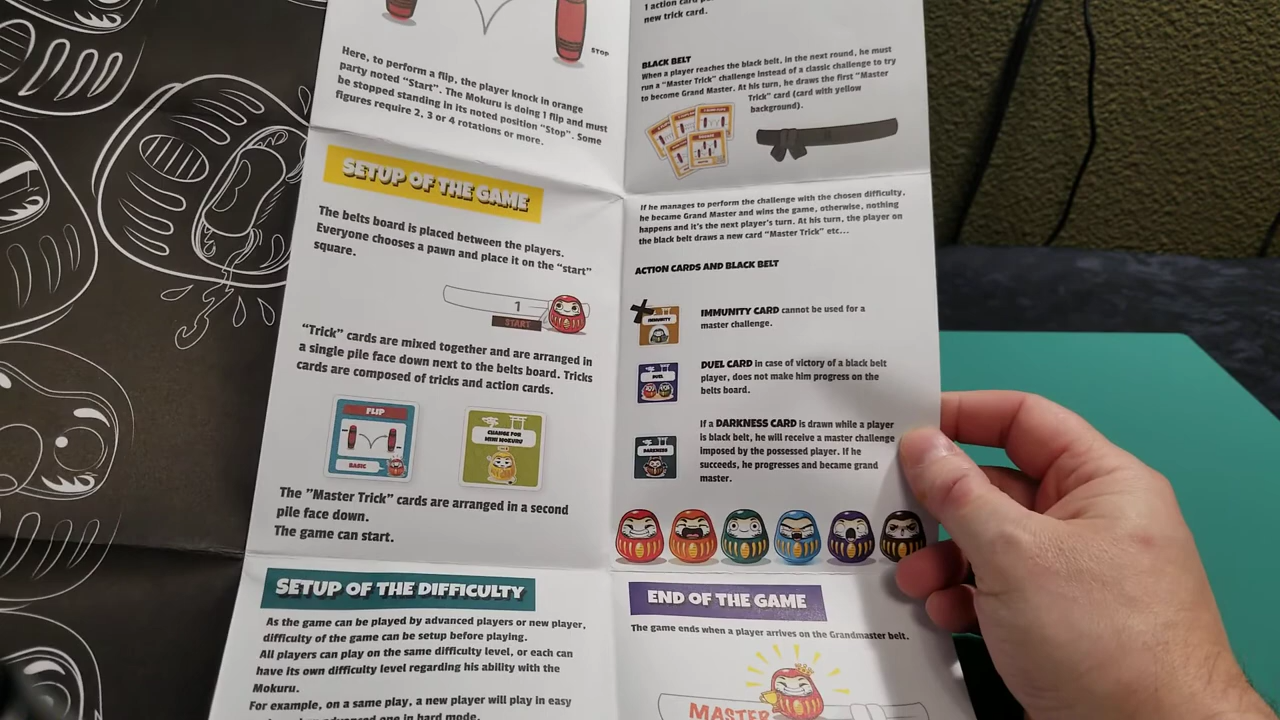 STOP
Here, to perform a flip, the player knock in orange
party noted "Start". The Mokuru is doing 1 flip and must
be stopped standing in its noted position "Stop". Some
figures require 2, 3 or 4 rotations or more.
SETUP OF THE GAME
The belts board is placed between the players.
Everyone chooses a pawn and place it on the "start"
square.
1
START
"Trick" cards are mixed together and are arranged in
a single pile face down next to the belts board. Tricks
cards are composed of tricks and action cards.
FLIP
BASIC
CHANGE FOR
MINI MOKURU
The "Master Trick" cards are arranged in a second
pile face down.
The game can start.
SETUP OF THE DIFFICULTY
As the game can be played by advanced players or new player,
difficulty of the game can be setup before playing.
All players can play on the same difficulty level, or each can
have its own difficulty level regarding his ability with the
Mokuru.
For example, on a same play, a new player will play in easy
advanced one in hard mode.
1 action card
new trick card.
BLACK BELT
When a player reaches the black belt, in the next round, he must
run a "Master Trick" challenge instead of a classic challenge to try
to become Grand Master. At his turn, he draws the first "Master
Trick" card (card with yellow
background).
If he manages to perform the challenge with the chosen difficulty,
he became Grand Master and wins the game, otherwise, nothing
happens and it's the next player's turn. At his turn, the player on
the black belt draws a new card "Master Trick" etc...
ACTION CARDS AND BLACK BELT
IMMUNITY
IMMUNITY CARD cannot be used for a
master challenge.
DUEL
DUEL CARD in case of victory of a black belt
player, does not make him progress on the
belts board.
DARKNESS
If a DARKNESS CARD is drawn while a player
is black belt, he will receive a master challenge
imposed by the possessed player. If he
succeeds, he progresses and became grand
master.
END OF THE GAME
The game ends when a player arrives on the Grandmaster belt.
MASTER